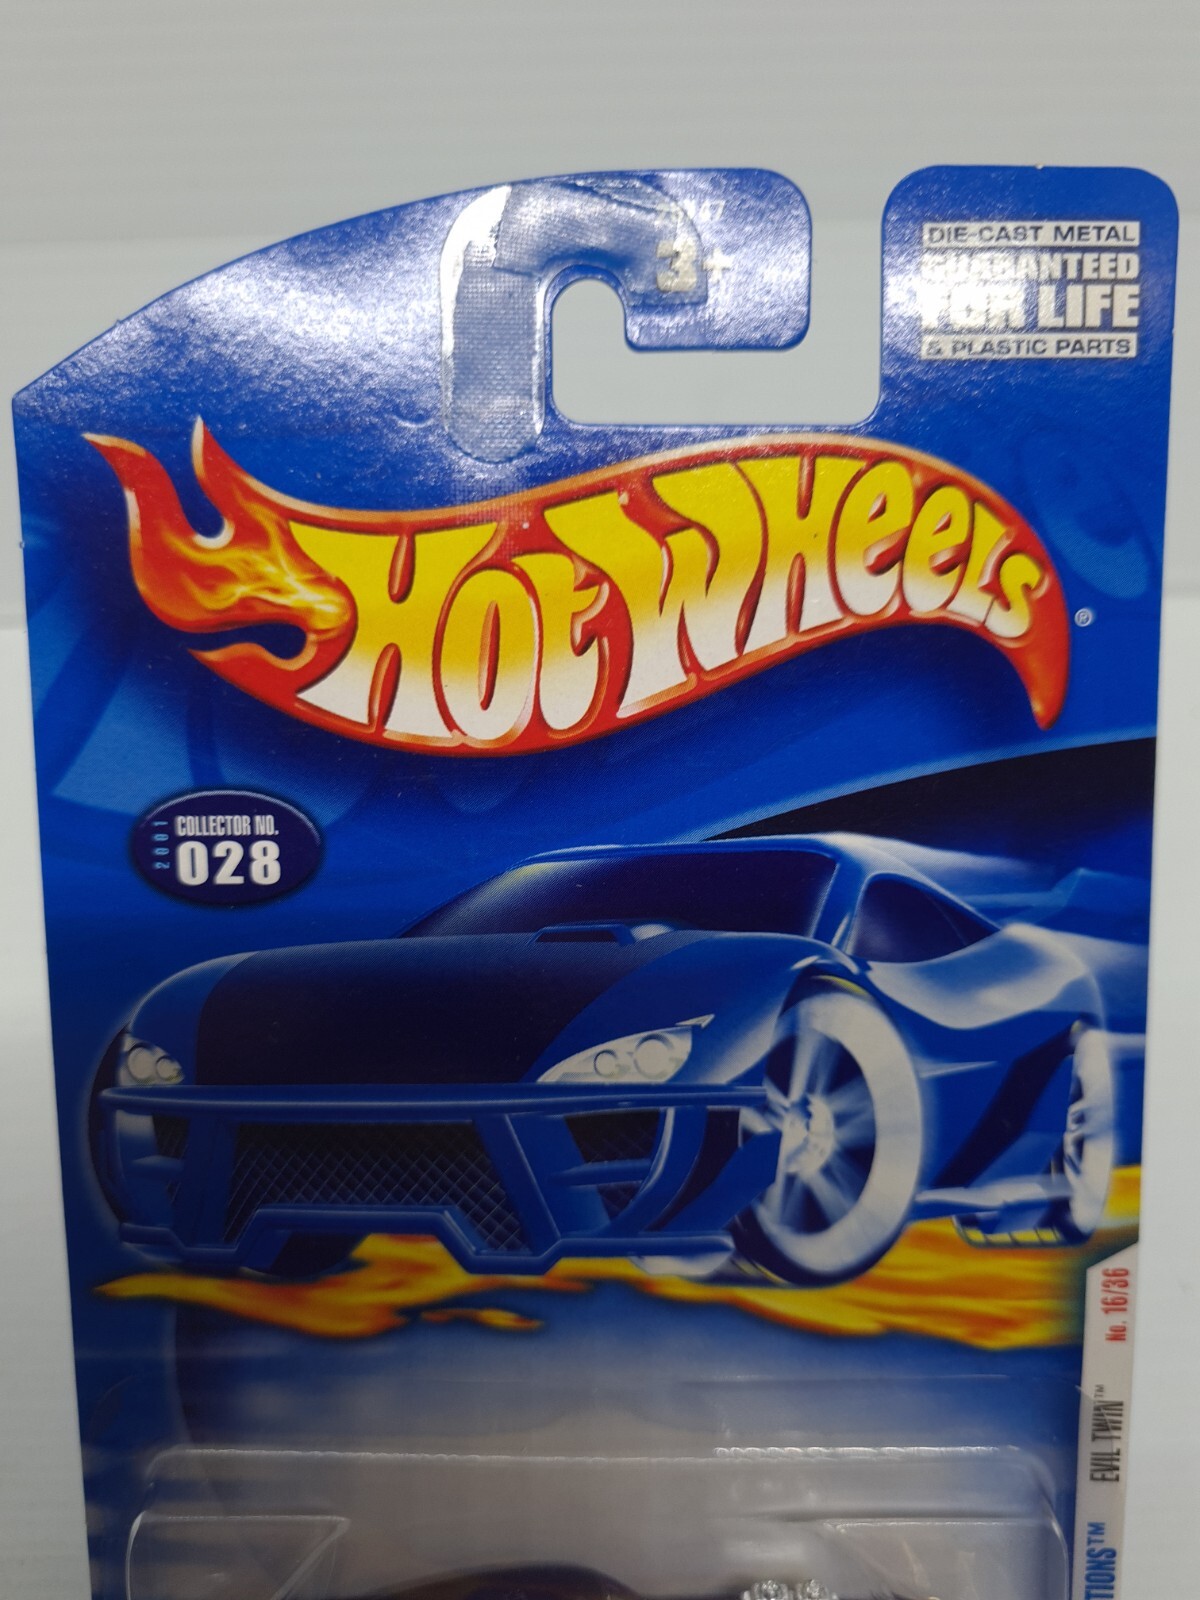 3+
DIE-CAST METAL
GUARANTEED
FOR LIFE
& PLASTIC PARTS
HOT WHEELS®
2001
COLLECTOR NO.
028
No. 16/36
EVIL TWIN™
TIONS™